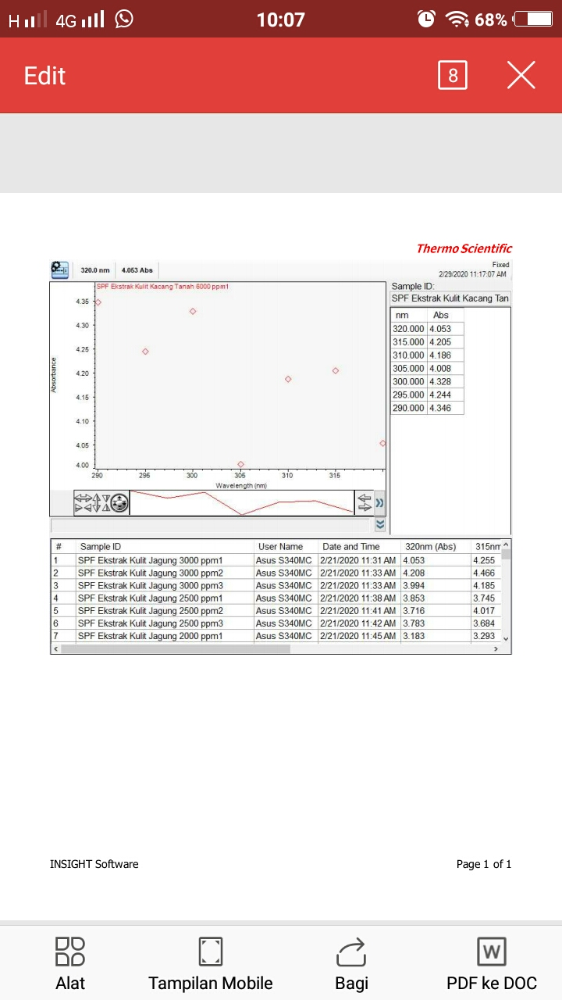 H 4G 10:07 68%
Edit 8
Thermo Scientific
320.0 nm 4.053 Abs
Fixed
2/29/2020 11:17:07 AM
SPF Ekstrak Kulit Kacang Tanah 6000 ppm1
Sample ID:
SPF Ekstrak Kulit Kacang Tan
nm Abs
320.000 4.053
315.000 4.205
310.000 4.186
305.000 4.008
300.000 4.328
295.000 4.244
290.000 4.346
Absorbance
4.35
4.30
4.25
4.20
4.15
4.10
4.05
4.00
290 295 300 305 310 315
Wavelength (nm)
# Sample ID User Name Date and Time 320nm (Abs) 315nm
1 SPF Ekstrak Kulit Jagung 3000 ppm1 Asus S340MC 2/21/2020 11:31 AM 4.053 4.255
2 SPF Ekstrak Kulit Jagung 3000 ppm2 Asus S340MC 2/21/2020 11:33 AM 4.208 4.466
3 SPF Ekstrak Kulit Jagung 3000 ppm3 Asus S340MC 2/21/2020 11:33 AM 3.994 4.185
4 SPF Ekstrak Kulit Jagung 2500 ppm1 Asus S340MC 2/21/2020 11:38 AM 3.853 3.745
5 SPF Ekstrak Kulit Jagung 2500 ppm2 Asus S340MC 2/21/2020 11:41 AM 3.716 4.017
6 SPF Ekstrak Kulit Jagung 2500 ppm3 Asus S340MC 2/21/2020 11:42 AM 3.783 3.684
7 SPF Ekstrak Kulit Jagung 2000 ppm1 Asus S340MC 2/21/2020 11:45 AM 3.183 3.293
INSIGHT Software Page 1 of 1
W
Alat Tampilan Mobile Bagi PDF ke DOC